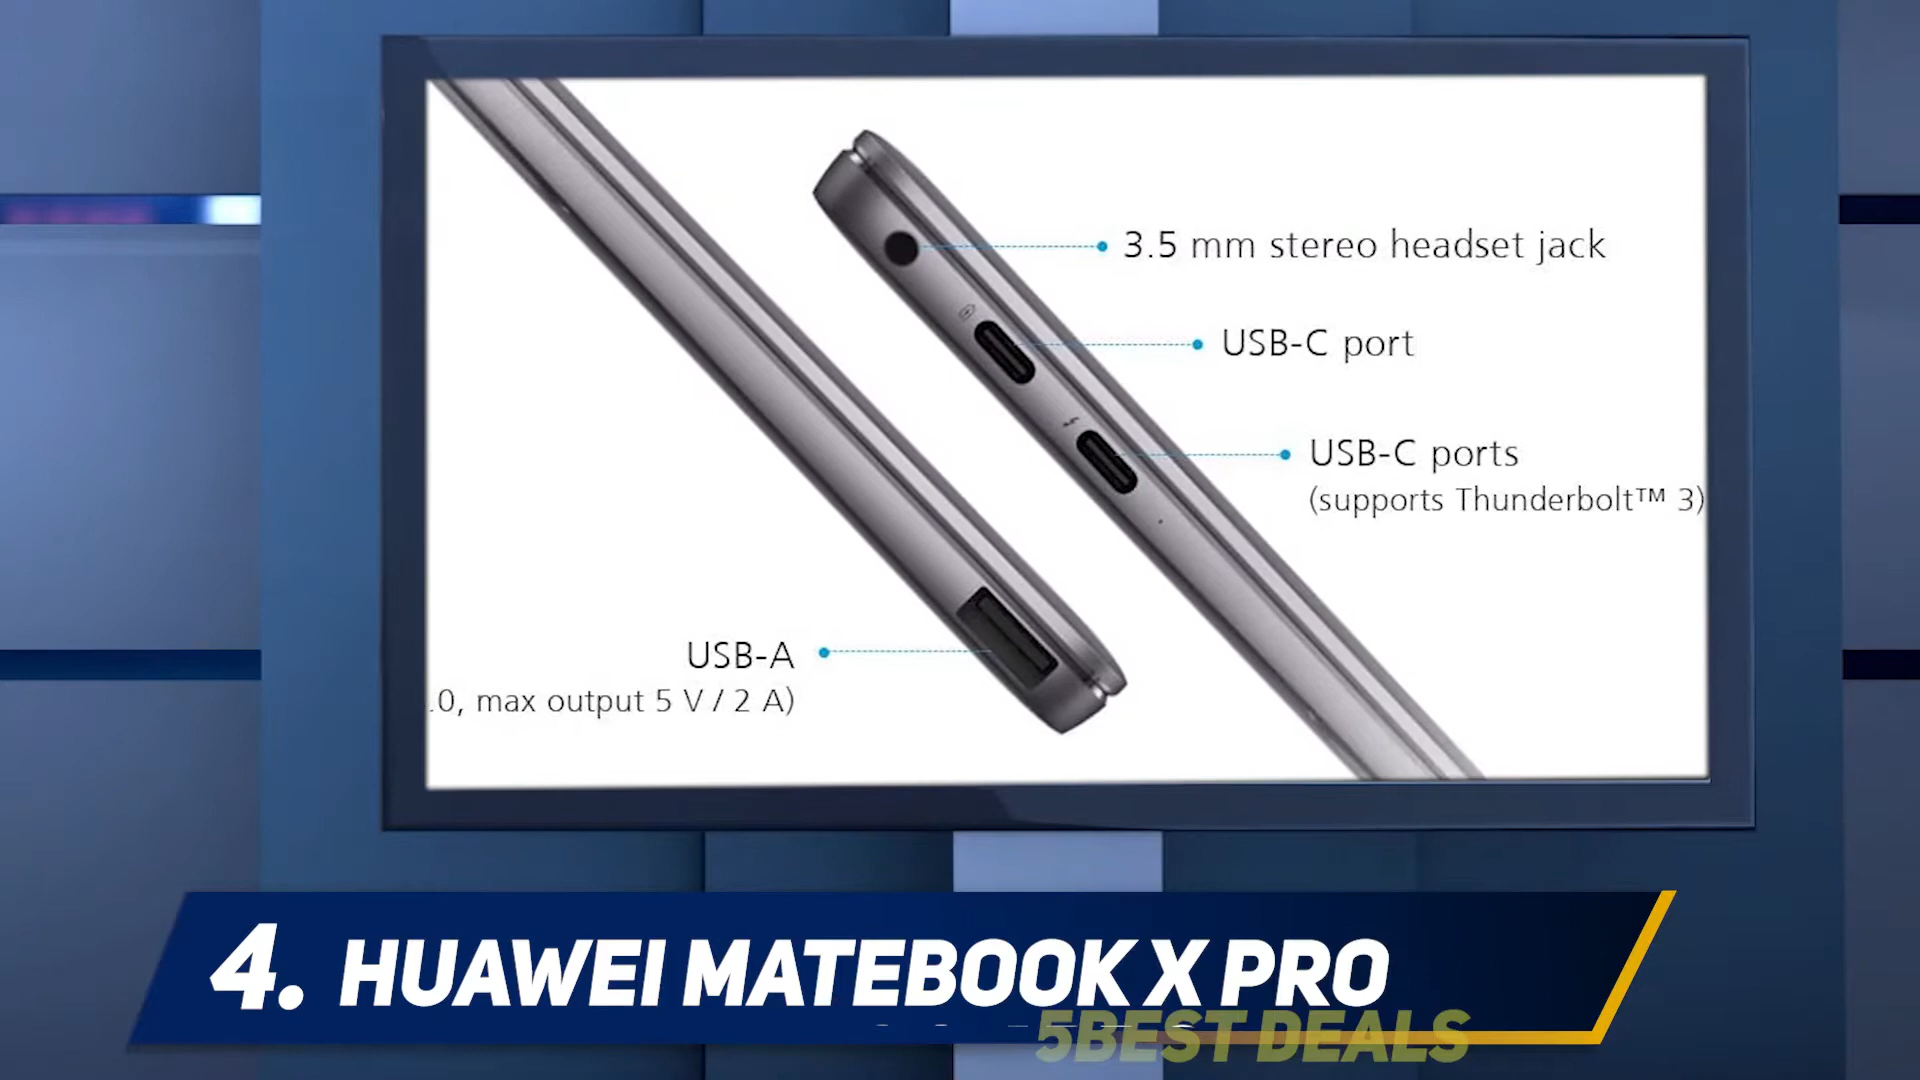 3.5 mm stereo headset jack
USB-C port
USB-C ports
(supports Thunderbolt™ 3)
USB-A
.0, max output 5 V / 2 A)
4. HUAWEI MATEBOOK X PRO
5BEST DEALS